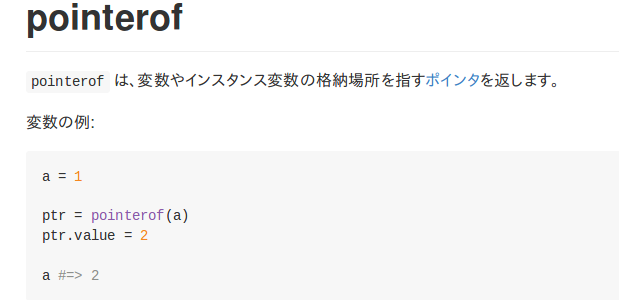 pointerof
pointerof は、変数やインスタンス変数の格納場所を指すポインタを返します。
変数の例:
a = 1
ptr = pointerof(a)
ptr.value = 2
a #=> 2